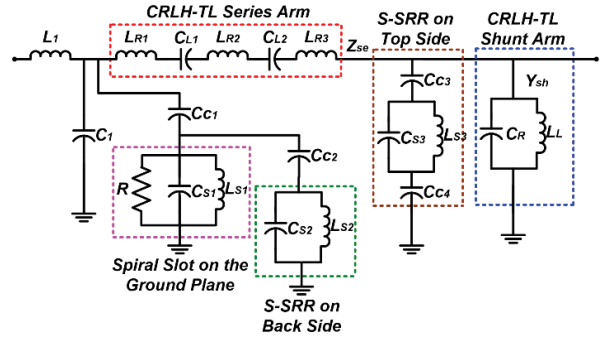 CRLH-TL Series Arm
S-SRR on
Top Side
CRLH-TL
Shunt Arm
L1
LR1
CL1
LR2
CL2
LR3
Zse
Ysh
C1
CC1
CC2
CC3
CS3
LS3
CC4
CR
LL
R
CS1
LS1
CS2
LS2
Spiral Slot on the
Ground Plane
S-SRR on
Back Side